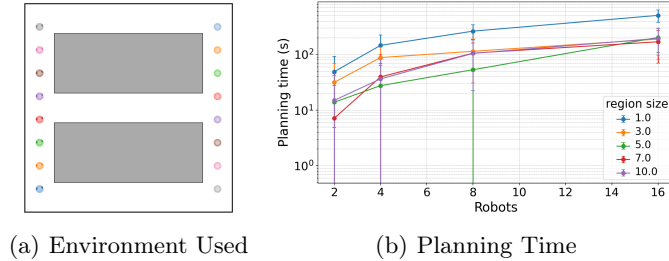 Planning time (s)
10²
10¹
10⁰
2 4 6 8 10 12 14 16
Robots
region size
1.0
3.0
5.0
7.0
10.0
(a) Environment Used
(b) Planning Time